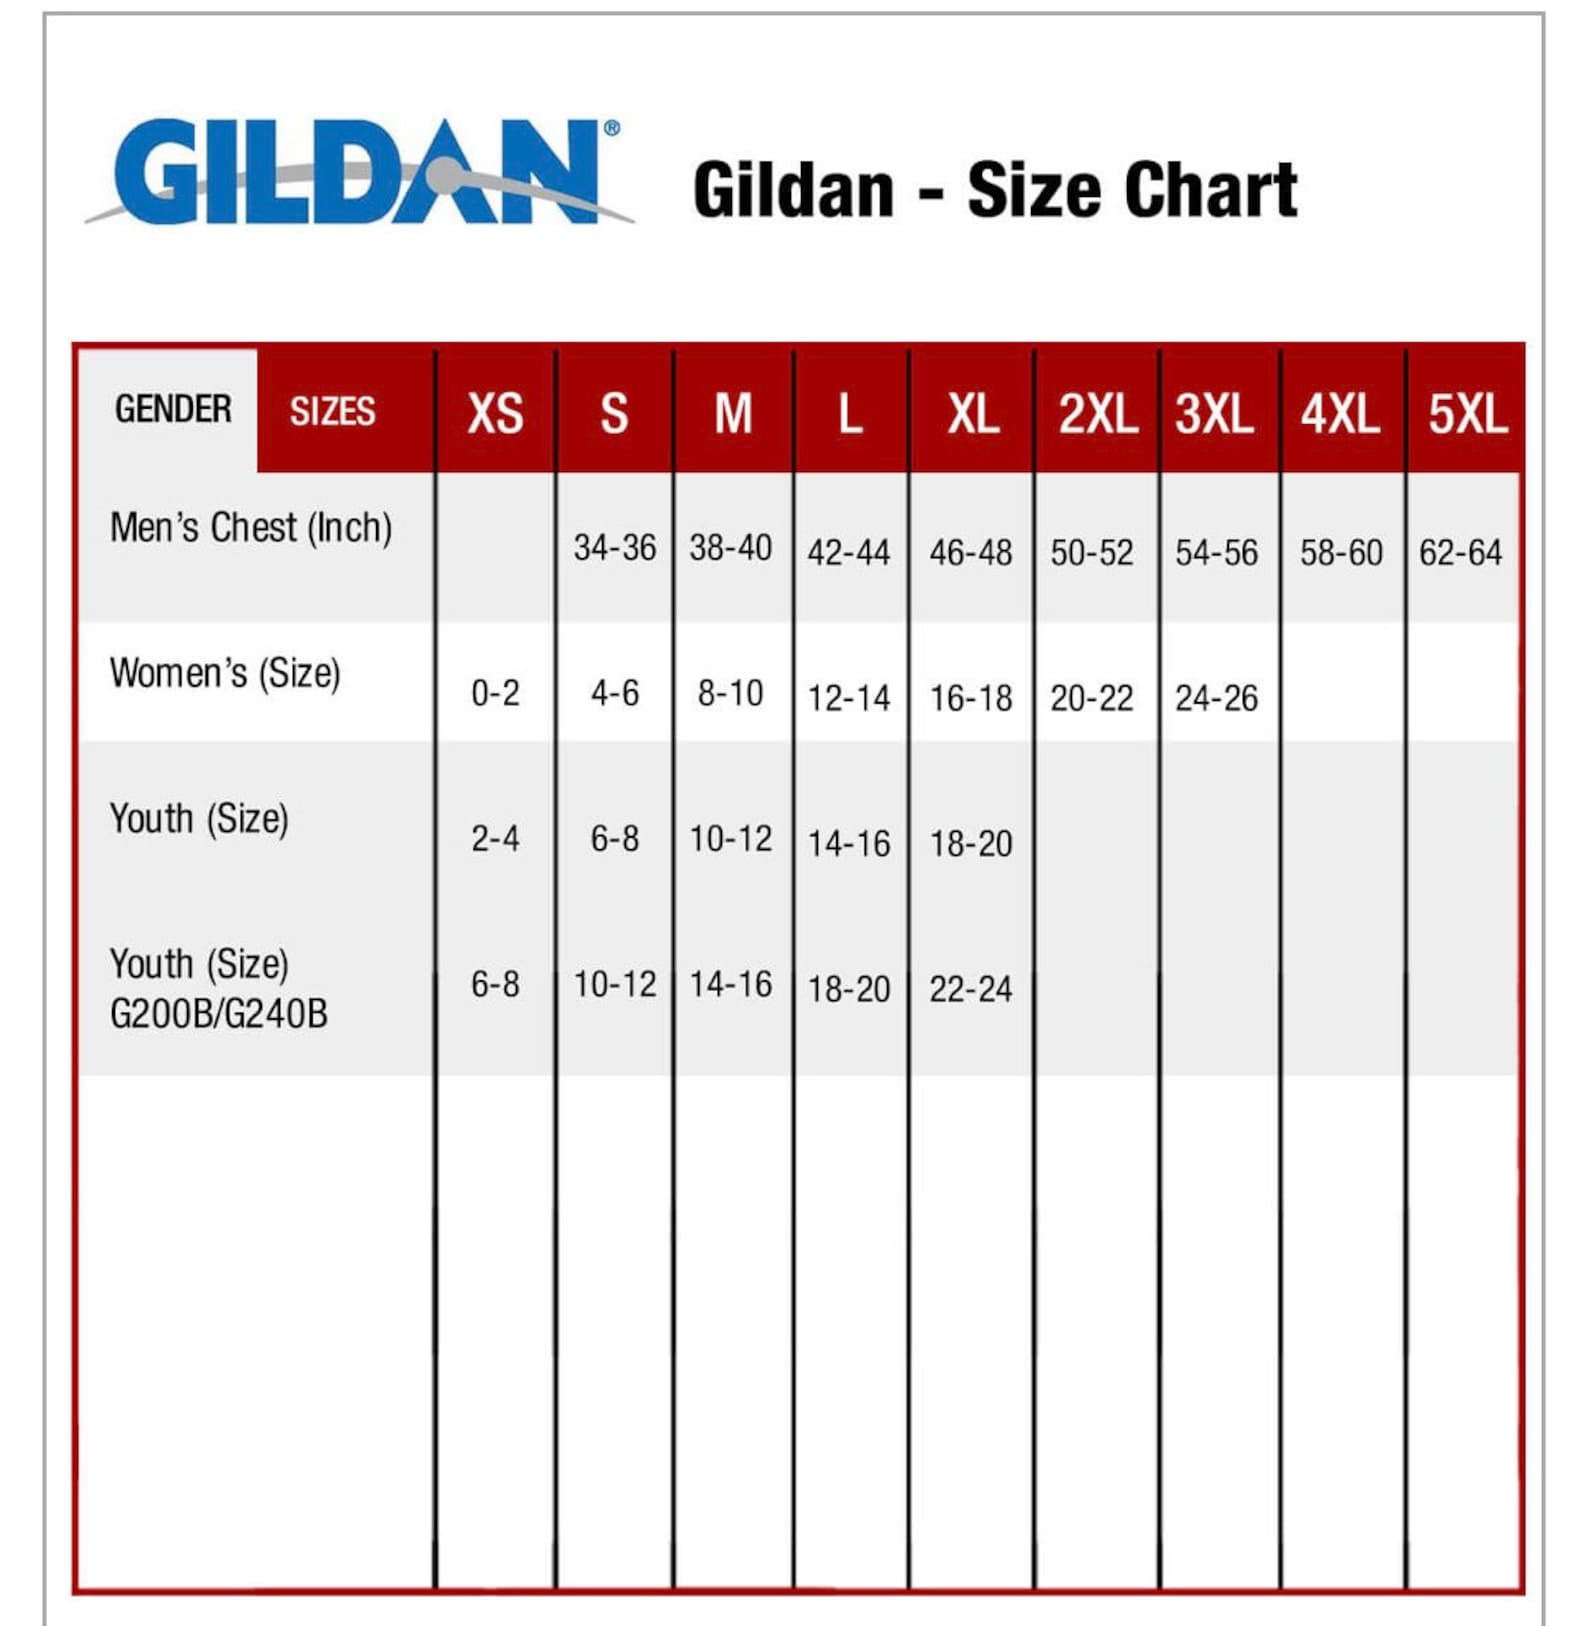 GILDAN®
Gildan - Size Chart
GENDER SIZES XS S M L XL 2XL 3XL 4XL 5XL
Men’s Chest (Inch) 34-36 38-40 42-44 46-48 50-52 54-56 58-60 62-64
Women’s (Size) 0-2 4-6 8-10 12-14 16-18 20-22 24-26
Youth (Size) 2-4 6-8 10-12 14-16 18-20
Youth (Size) 6-8 10-12 14-16 18-20 22-24
G200B/G240B